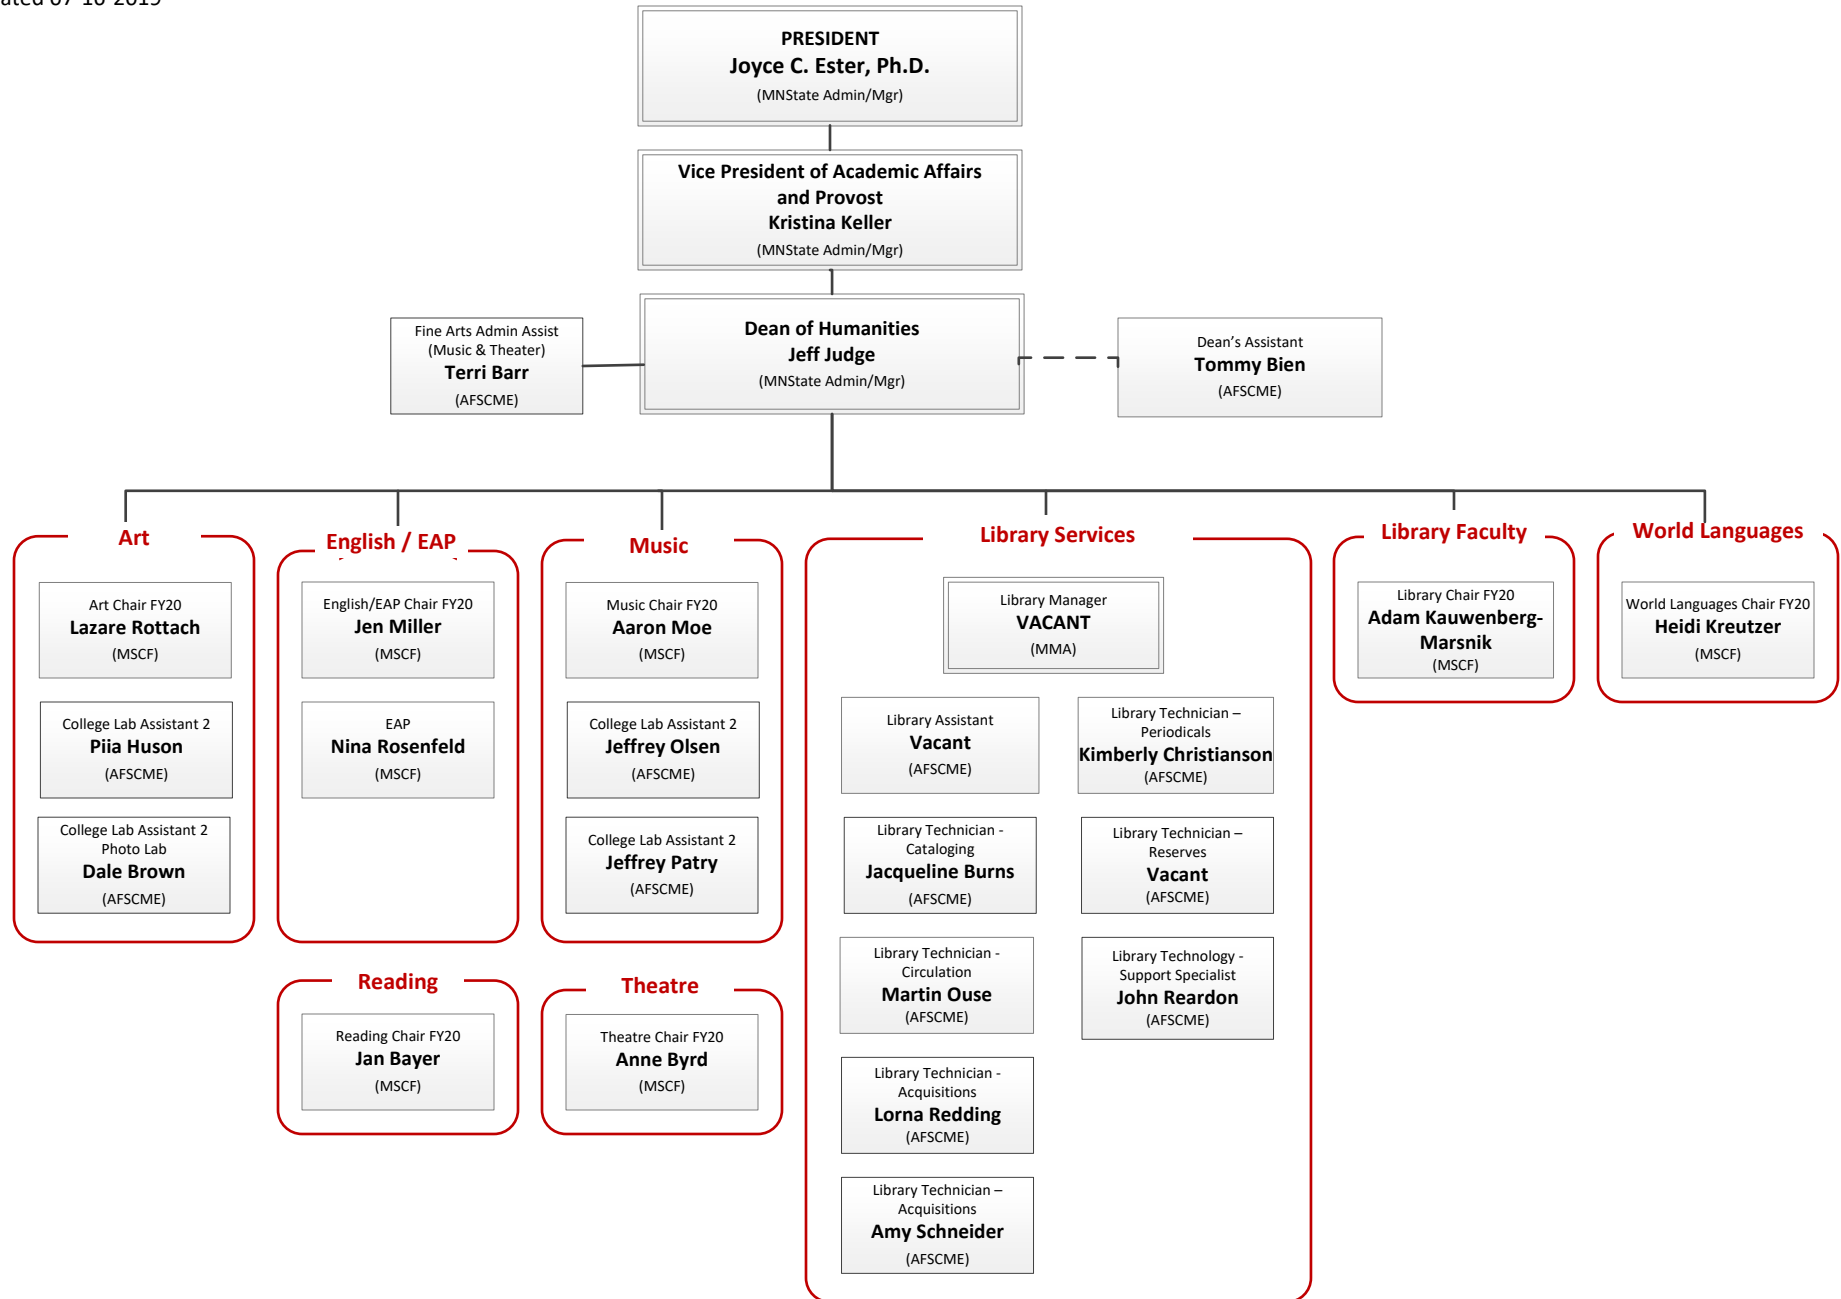 07-16-2019
PRESIDENT
Joyce C. Ester, Ph.D.
(MNState Admin/Mgr)
Vice President of Academic Affairs
and Provost
Kristina Keller
(MNState Admin/Mgr)
Fine Arts Admin Assist
(Music & Theater)
Terri Barr
(AFSCME)
Dean of Humanities
Jeff Judge
(MNState Admin/Mgr)
Dean’s Assistant
Tommy Bien
(AFSCME)
Art
Art Chair FY20
Lazare Rottach
(MSCF)
College Lab Assistant 2
Piia Huson
(AFSCME)
College Lab Assistant 2
Photo Lab
Dale Brown
(AFSCME)
English / EAP
English/EAP Chair FY20
Jen Miller
(MSCF)
EAP
Nina Rosenfeld
(MSCF)
Music
Music Chair FY20
Aaron Moe
(MSCF)
College Lab Assistant 2
Jeffrey Olsen
(AFSCME)
College Lab Assistant 2
Jeffrey Patry
(AFSCME)
Library Services
Library Manager
VACANT
(MMA)
Library Assistant
Vacant
(AFSCME)
Library Technician -
Cataloging
Jacqueline Burns
(AFSCME)
Library Technician -
Circulation
Martin Ouse
(AFSCME)
Library Technician -
Acquisitions
Lorna Redding
(AFSCME)
Library Technician –
Acquisitions
Amy Schneider
(AFSCME)
Library Technician –
Periodicals
Kimberly Christianson
(AFSCME)
Library Technician –
Reserves
Vacant
(AFSCME)
Library Technology -
Support Specialist
John Reardon
(AFSCME)
Library Faculty
Library Chair FY20
Adam Kauwenberg-
Marsnik
(MSCF)
World Languages
World Languages Chair FY20
Heidi Kreutzer
(MSCF)
Reading
Reading Chair FY20
Jan Bayer
(MSCF)
Theatre
Theatre Chair FY20
Anne Byrd
(MSCF)